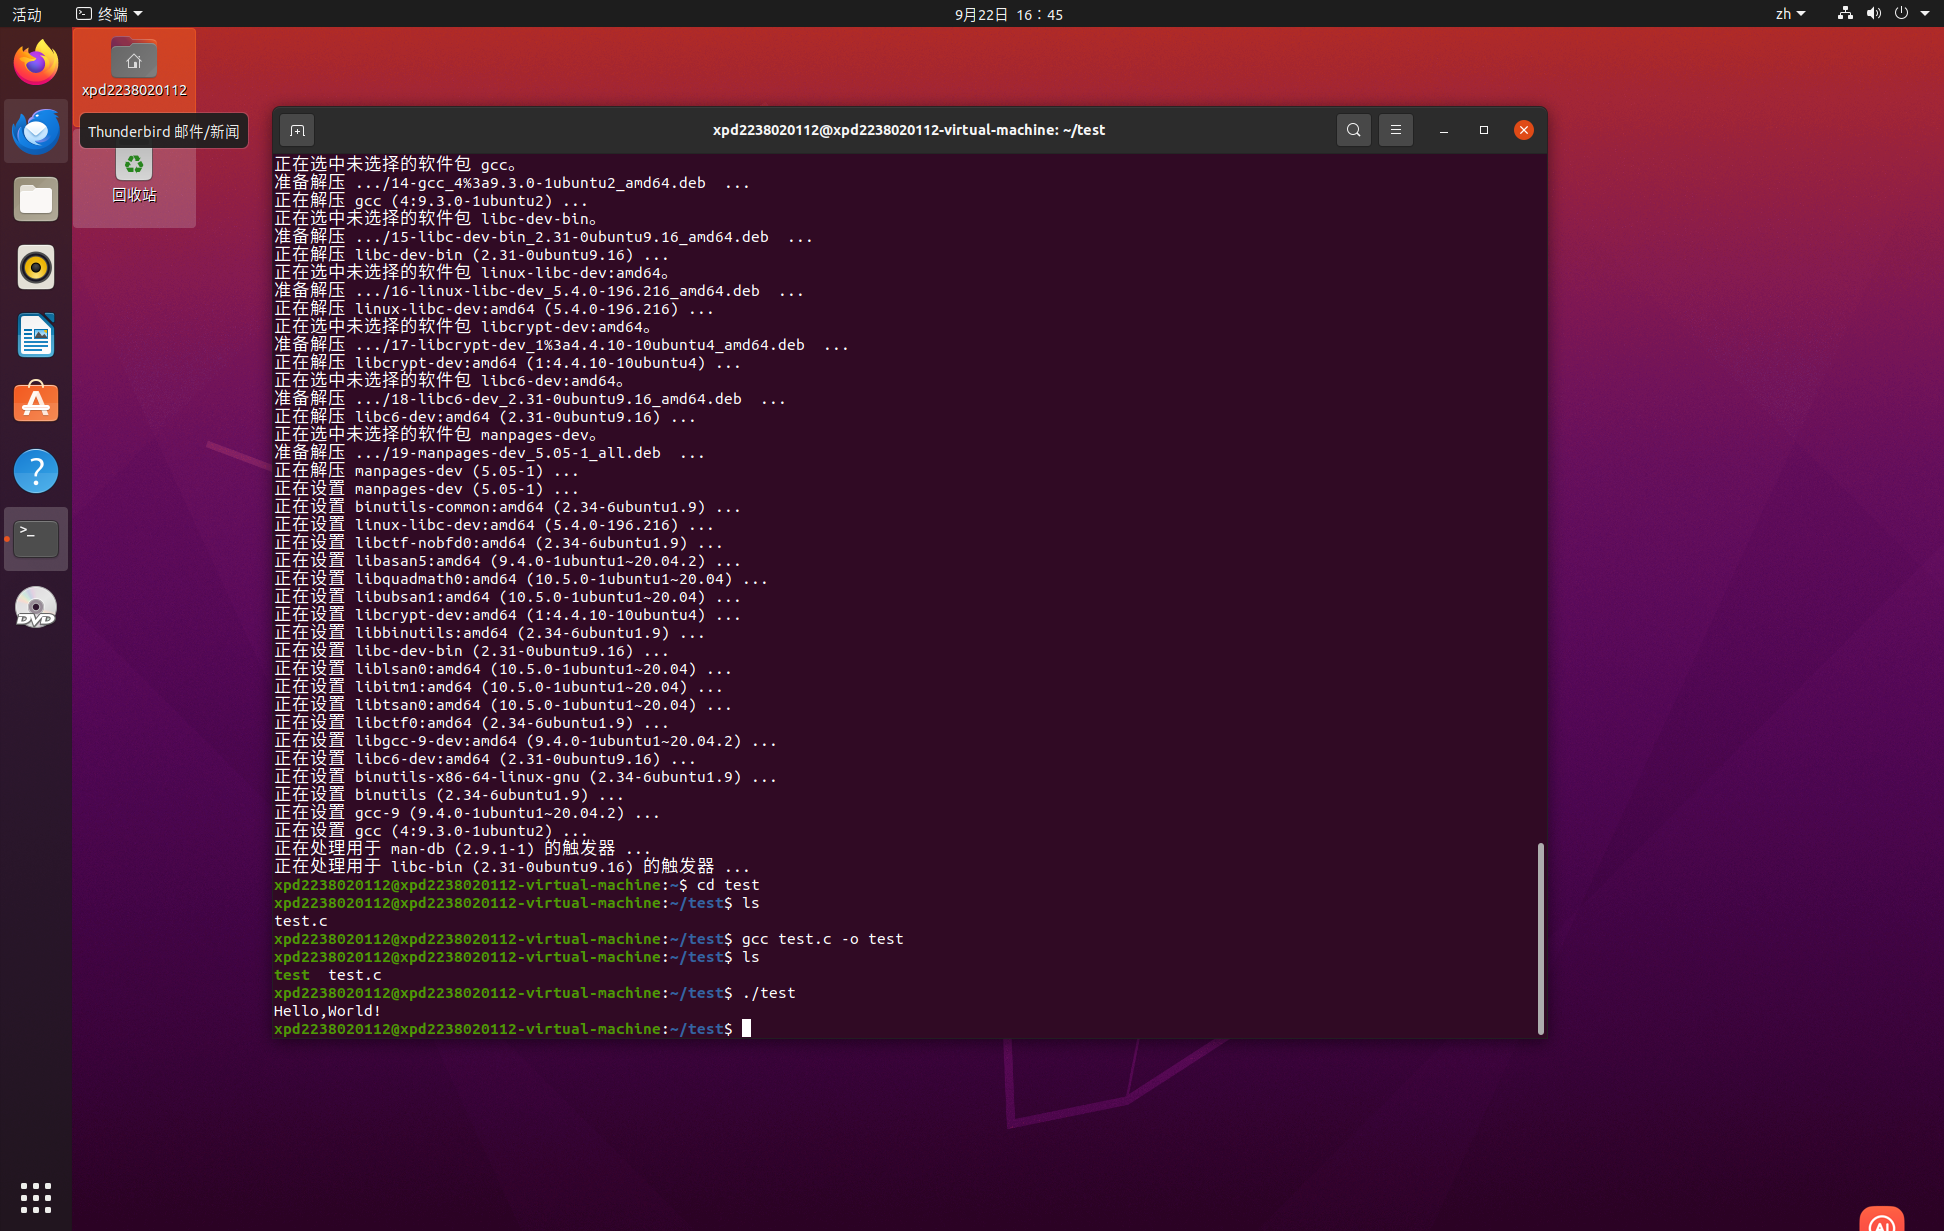 活动 终端 9月22日 16：45 zh
xpd2238020112
Thunderbird 邮件/新闻
回收站
xpd2238020112@xpd2238020112-virtual-machine: ~/test
正在选中未选择的软件包 gcc。
准备解压 .../14-gcc_4%3a9.3.0-1ubuntu2_amd64.deb  ...
正在解压 gcc (4:9.3.0-1ubuntu2) ...
正在选中未选择的软件包 libc-dev-bin。
准备解压 .../15-libc-dev-bin_2.31-0ubuntu9.16_amd64.deb  ...
正在解压 libc-dev-bin (2.31-0ubuntu9.16) ...
正在选中未选择的软件包 linux-libc-dev:amd64。
准备解压 .../16-linux-libc-dev_5.4.0-196.216_amd64.deb  ...
正在解压 linux-libc-dev:amd64 (5.4.0-196.216) ...
正在选中未选择的软件包 libcrypt-dev:amd64。
准备解压 .../17-libcrypt-dev_1%3a4.4.10-10ubuntu4_amd64.deb  ...
正在解压 libcrypt-dev:amd64 (1:4.4.10-10ubuntu4) ...
正在选中未选择的软件包 libc6-dev:amd64。
准备解压 .../18-libc6-dev_2.31-0ubuntu9.16_amd64.deb  ...
正在解压 libc6-dev:amd64 (2.31-0ubuntu9.16) ...
正在选中未选择的软件包 manpages-dev。
准备解压 .../19-manpages-dev_5.05-1_all.deb  ...
正在解压 manpages-dev (5.05-1) ...
正在设置 manpages-dev (5.05-1) ...
正在设置 binutils-common:amd64 (2.34-6ubuntu1.9) ...
正在设置 linux-libc-dev:amd64 (5.4.0-196.216) ...
正在设置 libctf-nobfd0:amd64 (2.34-6ubuntu1.9) ...
正在设置 libasan5:amd64 (9.4.0-1ubuntu1~20.04.2) ...
正在设置 libquadmath0:amd64 (10.5.0-1ubuntu1~20.04) ...
正在设置 libubsan1:amd64 (10.5.0-1ubuntu1~20.04) ...
正在设置 libcrypt-dev:amd64 (1:4.4.10-10ubuntu4) ...
正在设置 libbinutils:amd64 (2.34-6ubuntu1.9) ...
正在设置 libc-dev-bin (2.31-0ubuntu9.16) ...
正在设置 liblsan0:amd64 (10.5.0-1ubuntu1~20.04) ...
正在设置 libitm1:amd64 (10.5.0-1ubuntu1~20.04) ...
正在设置 libtsan0:amd64 (10.5.0-1ubuntu1~20.04) ...
正在设置 libctf0:amd64 (2.34-6ubuntu1.9) ...
正在设置 libgcc-9-dev:amd64 (9.4.0-1ubuntu1~20.04.2) ...
正在设置 libc6-dev:amd64 (2.31-0ubuntu9.16) ...
正在设置 binutils-x86-64-linux-gnu (2.34-6ubuntu1.9) ...
正在设置 binutils (2.34-6ubuntu1.9) ...
正在设置 gcc-9 (9.4.0-1ubuntu1~20.04.2) ...
正在设置 gcc (4:9.3.0-1ubuntu2) ...
正在处理用于 man-db (2.9.1-1) 的触发器 ...
正在处理用于 libc-bin (2.31-0ubuntu9.16) 的触发器 ...
xpd2238020112@xpd2238020112-virtual-machine:~$ cd test
xpd2238020112@xpd2238020112-virtual-machine:~/test$ ls
test.c
xpd2238020112@xpd2238020112-virtual-machine:~/test$ gcc test.c -o test
xpd2238020112@xpd2238020112-virtual-machine:~/test$ ls
test  test.c
xpd2238020112@xpd2238020112-virtual-machine:~/test$ ./test
Hello,World!
xpd2238020112@xpd2238020112-virtual-machine:~/test$
DVD
AI